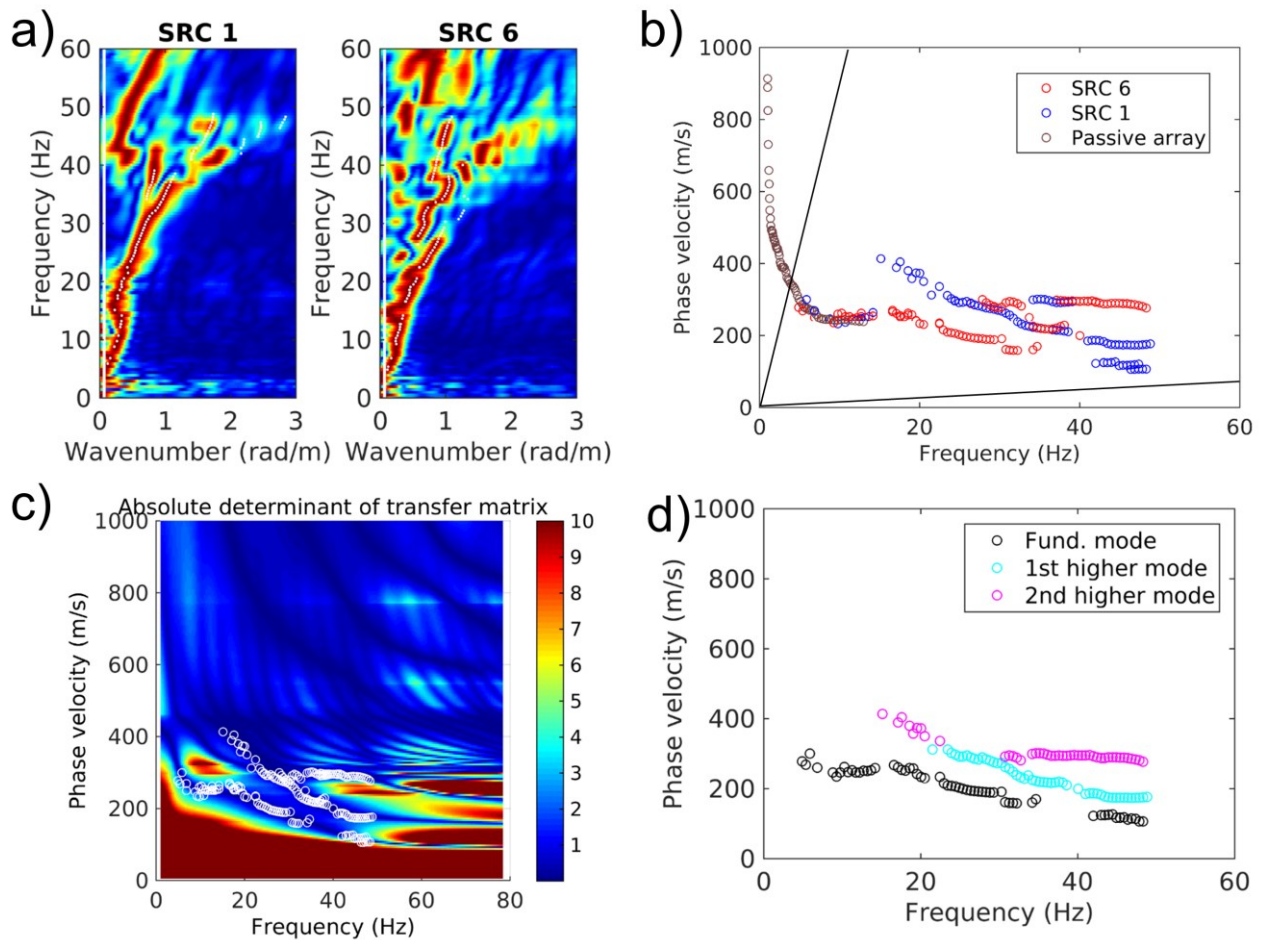 a)
SRC 1
SRC 6
60
50
40
30
20
10
0
Frequency (Hz)
0 1 2 3
Wavenumber (rad/m)
60
50
40
30
20
10
0
Frequency (Hz)
0 1 2 3
Wavenumber (rad/m)
b)
1000
800
600
400
200
0
Phase velocity (m/s)
SRC 6
SRC 1
Passive array
0 20 40 60
Frequency (Hz)
c)
Absolute determinant of transfer matrix
1000
800
600
400
200
0
Phase velocity (m/s)
0 20 40 60 80
Frequency (Hz)
10
9
8
7
6
5
4
3
2
1
d)
1000
800
600
400
200
0
Phase velocity (m/s)
Fund. mode
1st higher mode
2nd higher mode
0 20 40 60
Frequency (Hz)